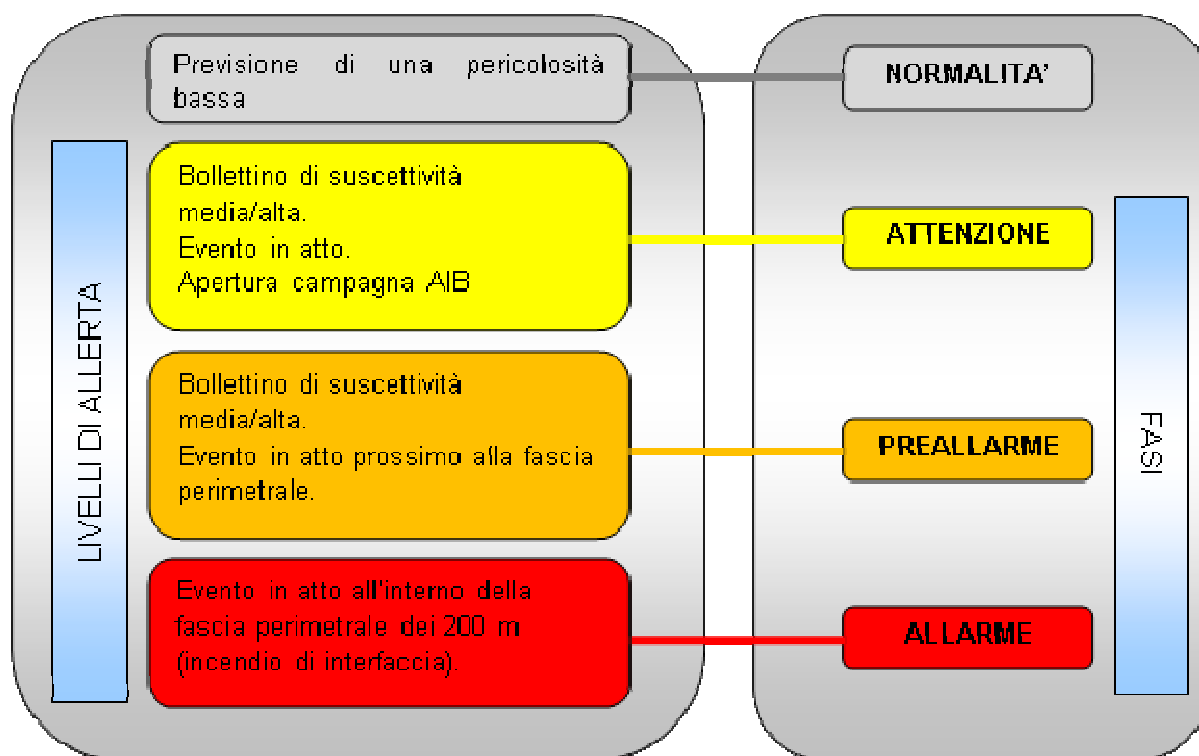 Previsione di una pericolosità
bassa
NORMALITA'
LIVELLI DI ALLERTA
Bollettino di suscettività
media/alta.
Evento in atto.
Apertura campagna AIB
ATTENZIONE
Bollettino di suscettività
media/alta.
Evento in atto prossimo alla fascia
perimetrale.
PREALLARME
FASI
Evento in atto all'interno della
fascia perimetrale dei 200 m
(incendio di interfaccia).
ALLARME